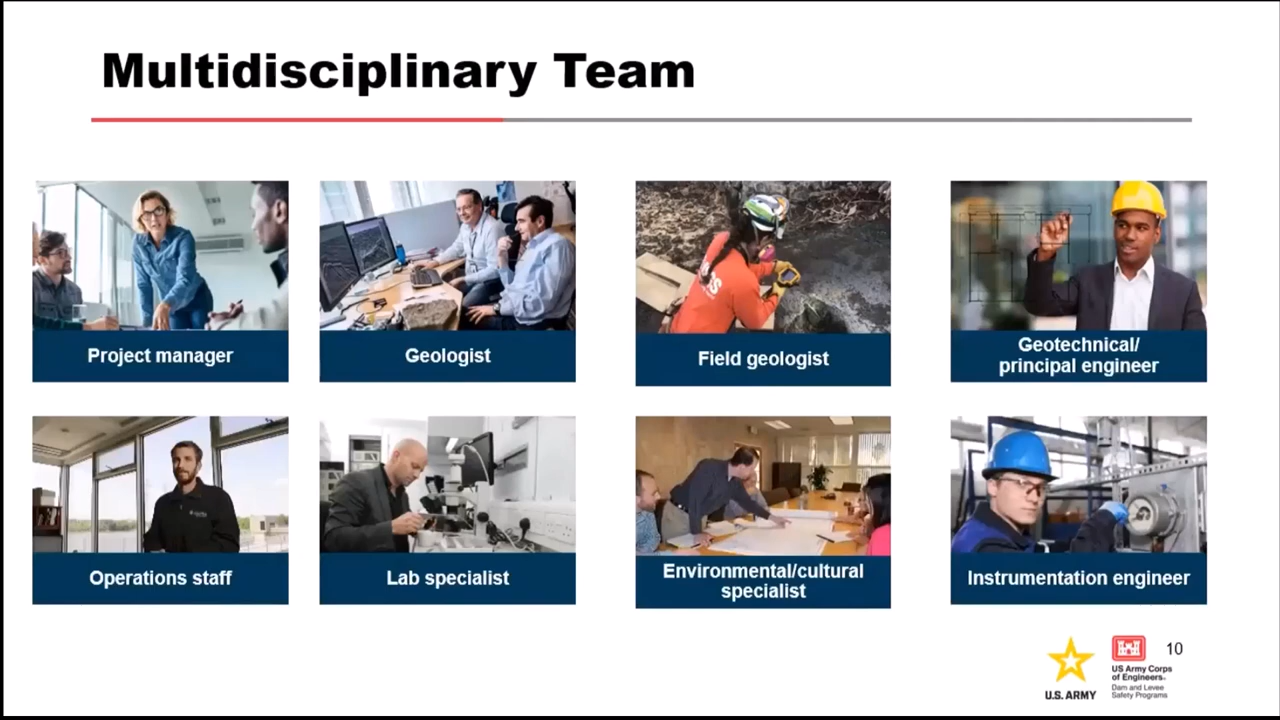 Multidisciplinary Team
Project manager
Geologist
Field geologist
Geotechnical/
principal engineer
Operations staff
Lab specialist
Environmental/cultural
specialist
Instrumentation engineer
U.S. ARMY
US Army Corps
of Engineers®
Dam and Levee
Safety Programs
10